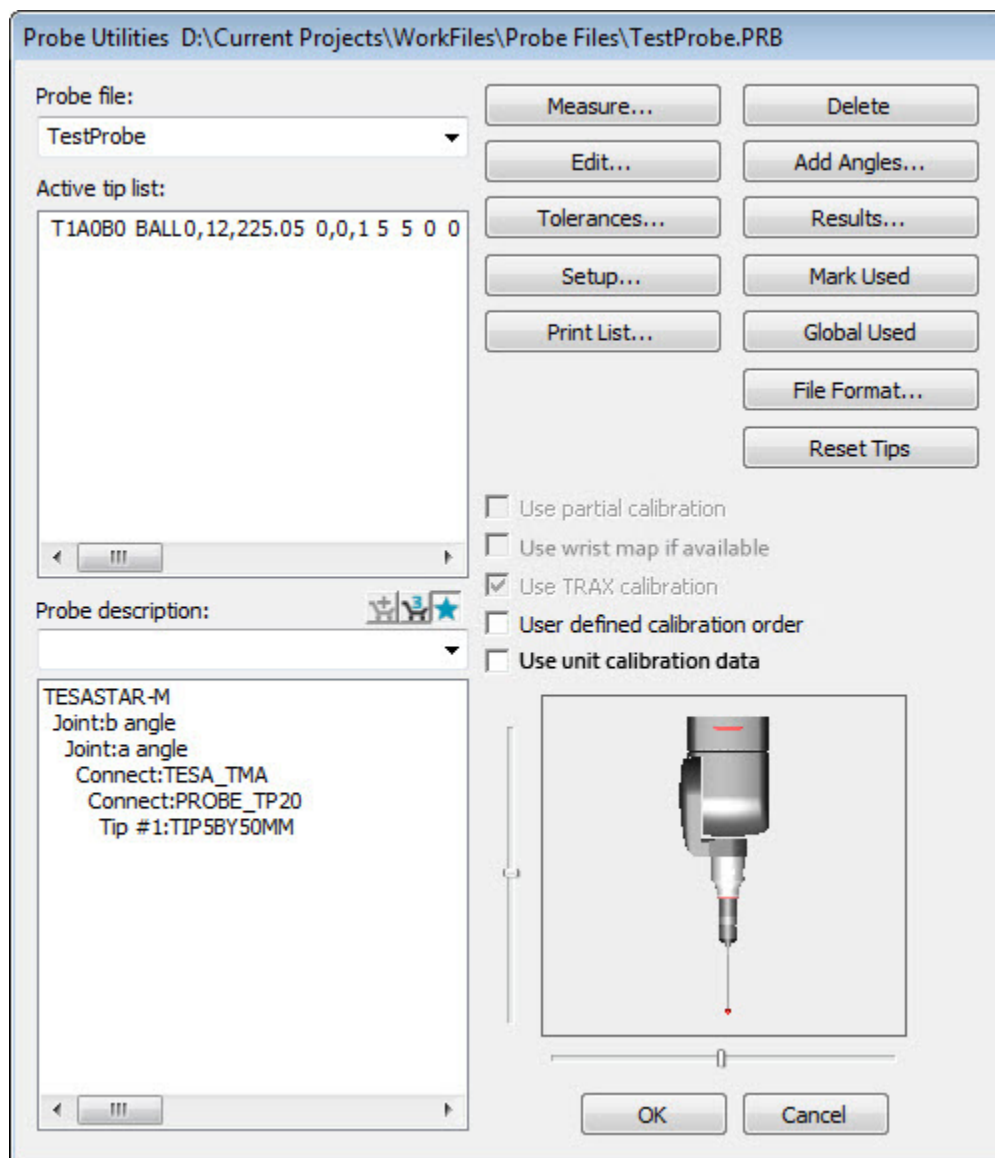 Probe Utilities D:\Current Projects\WorkFiles\Probe Files\TestProbe.PRB
Probe file:
TestProbe
Active tip list:
T1A0B0 BALL0,12,225.05 0,0,1 5 5 0 0
Measure...
Delete
Edit...
Add Angles...
Tolerances...
Results...
Setup...
Mark Used
Print List...
Global Used
File Format...
Reset Tips
Use partial calibration
Use wrist map if available
Use TRAX calibration
User defined calibration order
Use unit calibration data
Probe description:
3
TESASTAR-M
Joint:b angle
Joint:a angle
Connect:TESA_TMA
Connect:PROBE_TP20
Tip #1:TIP5BY50MM
OK
Cancel